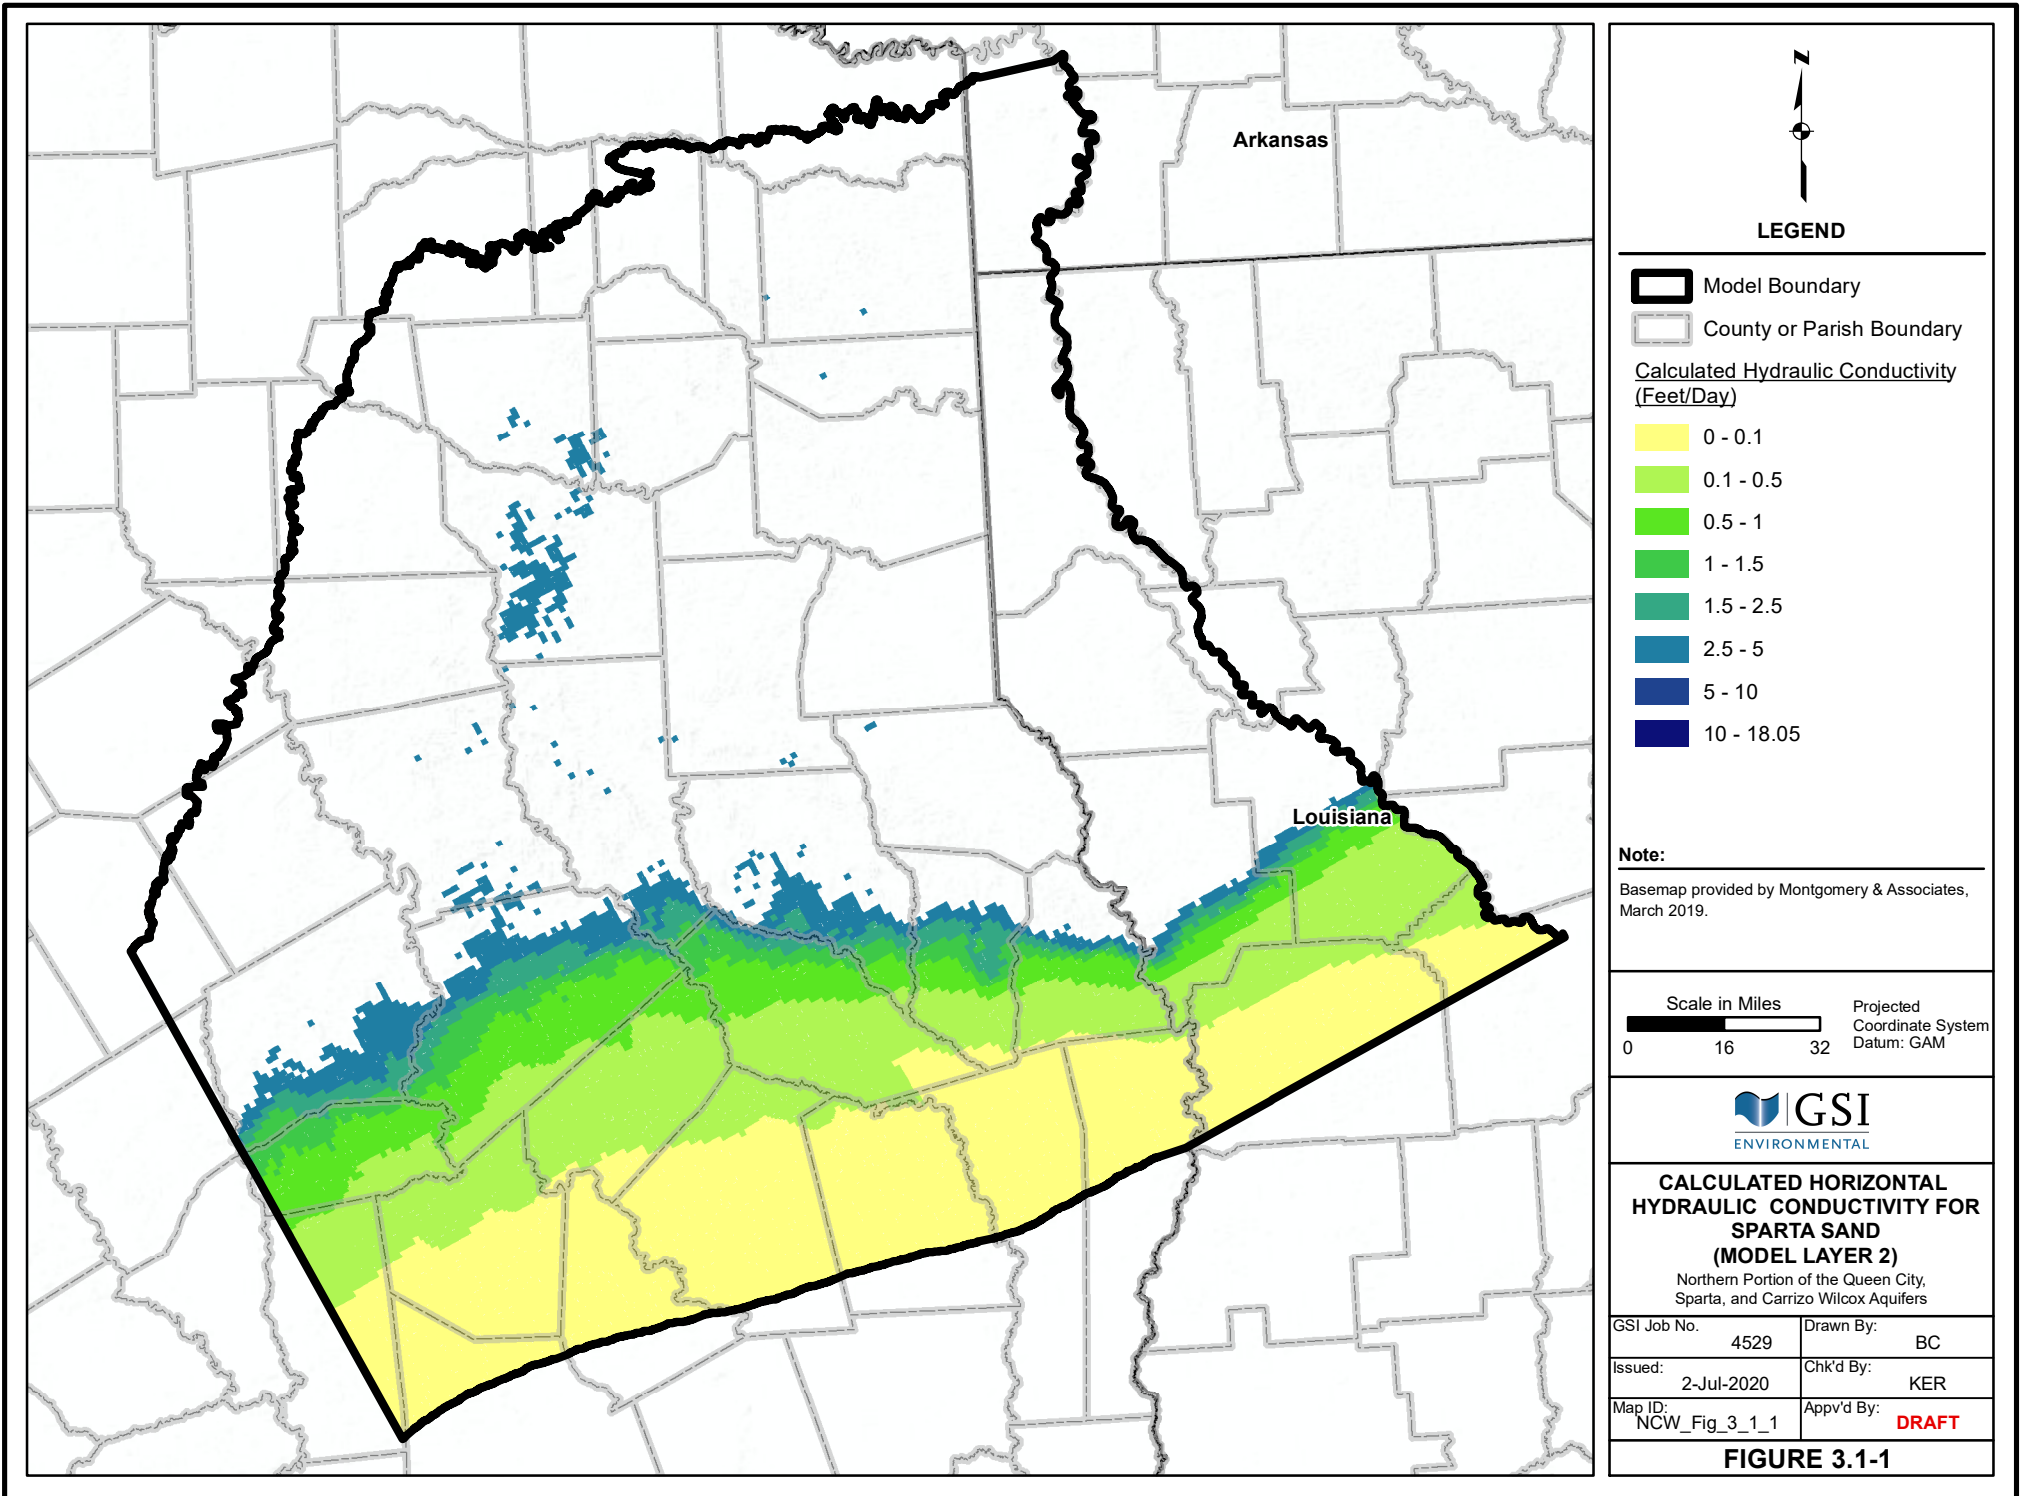 Arkansas
Louisiana
N
LEGEND
Model Boundary
County or Parish Boundary
Calculated Hydraulic Conductivity
(Feet/Day)
0 - 0.1
0.1 - 0.5
0.5 - 1
1 - 1.5
1.5 - 2.5
2.5 - 5
5 - 10
10 - 18.05
Note:
Basemap provided by Montgomery & Associates,
March 2019.
Scale in Miles
0 16 32
Projected
Coordinate System
Datum: GAM
GSI
ENVIRONMENTAL
CALCULATED HORIZONTAL
HYDRAULIC CONDUCTIVITY FOR
SPARTA SAND
(MODEL LAYER 2)
Northern Portion of the Queen City,
Sparta, and Carrizo Wilcox Aquifers
GSI Job No. 4529
Drawn By: BC
Issued: 2-Jul-2020
Chk'd By: KER
Map ID: NCW_Fig_3_1_1
Appv'd By: DRAFT
FIGURE 3.1-1